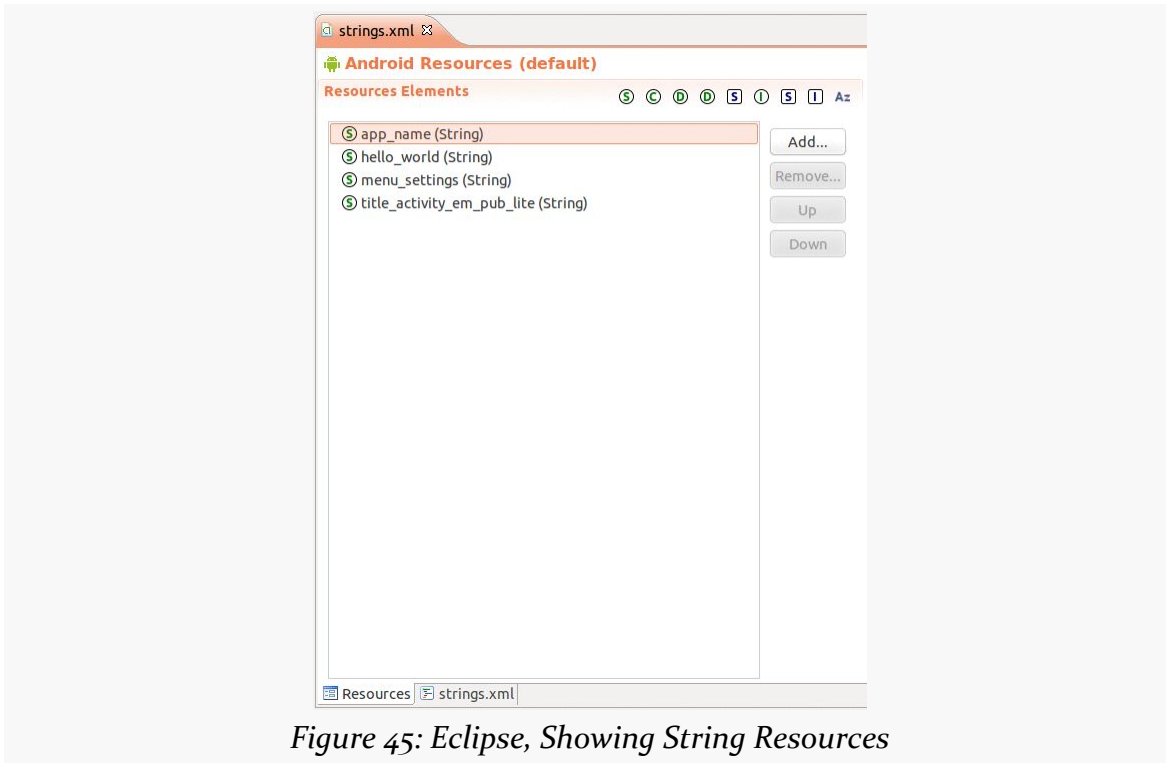 strings.xml
Android Resources (default)
Resources Elements
S C D D S I S I Az
S app_name (String)
S hello_world (String)
S menu_settings (String)
S title_activity_em_pub_lite (String)
Add...
Remove...
Up
Down
Resources strings.xml
Figure 45: Eclipse, Showing String Resources